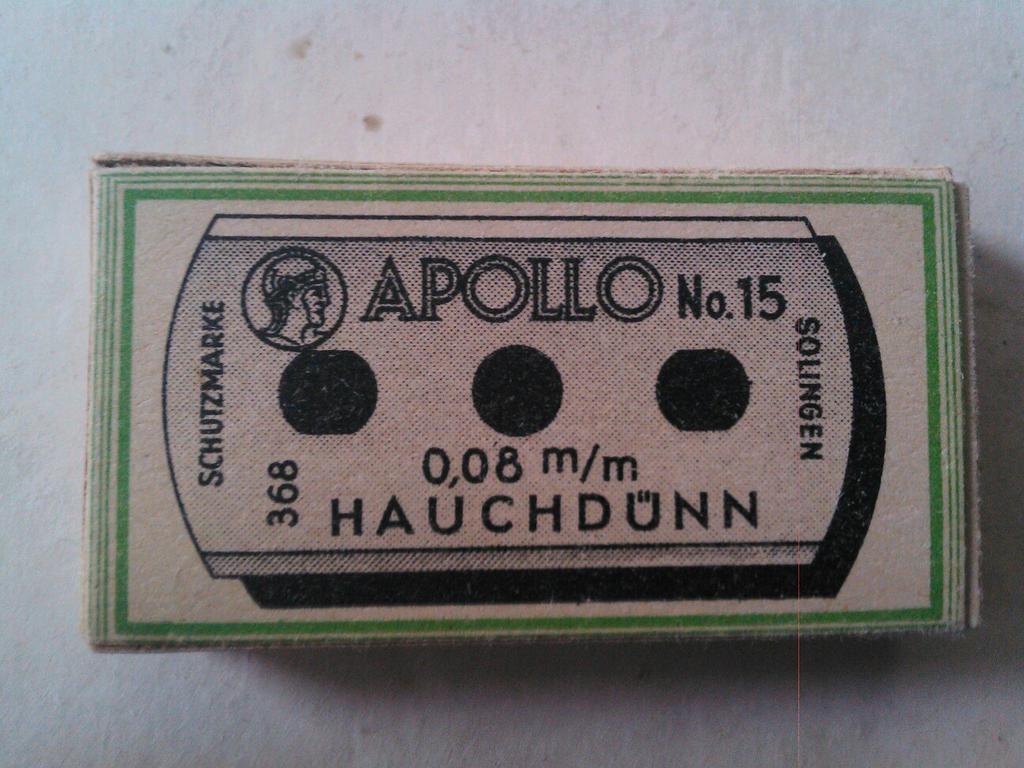 APOLLO No. 15
SCHUTZMARKE
SOLINGEN
368
0,08 m/m
HAUCHDÜNN